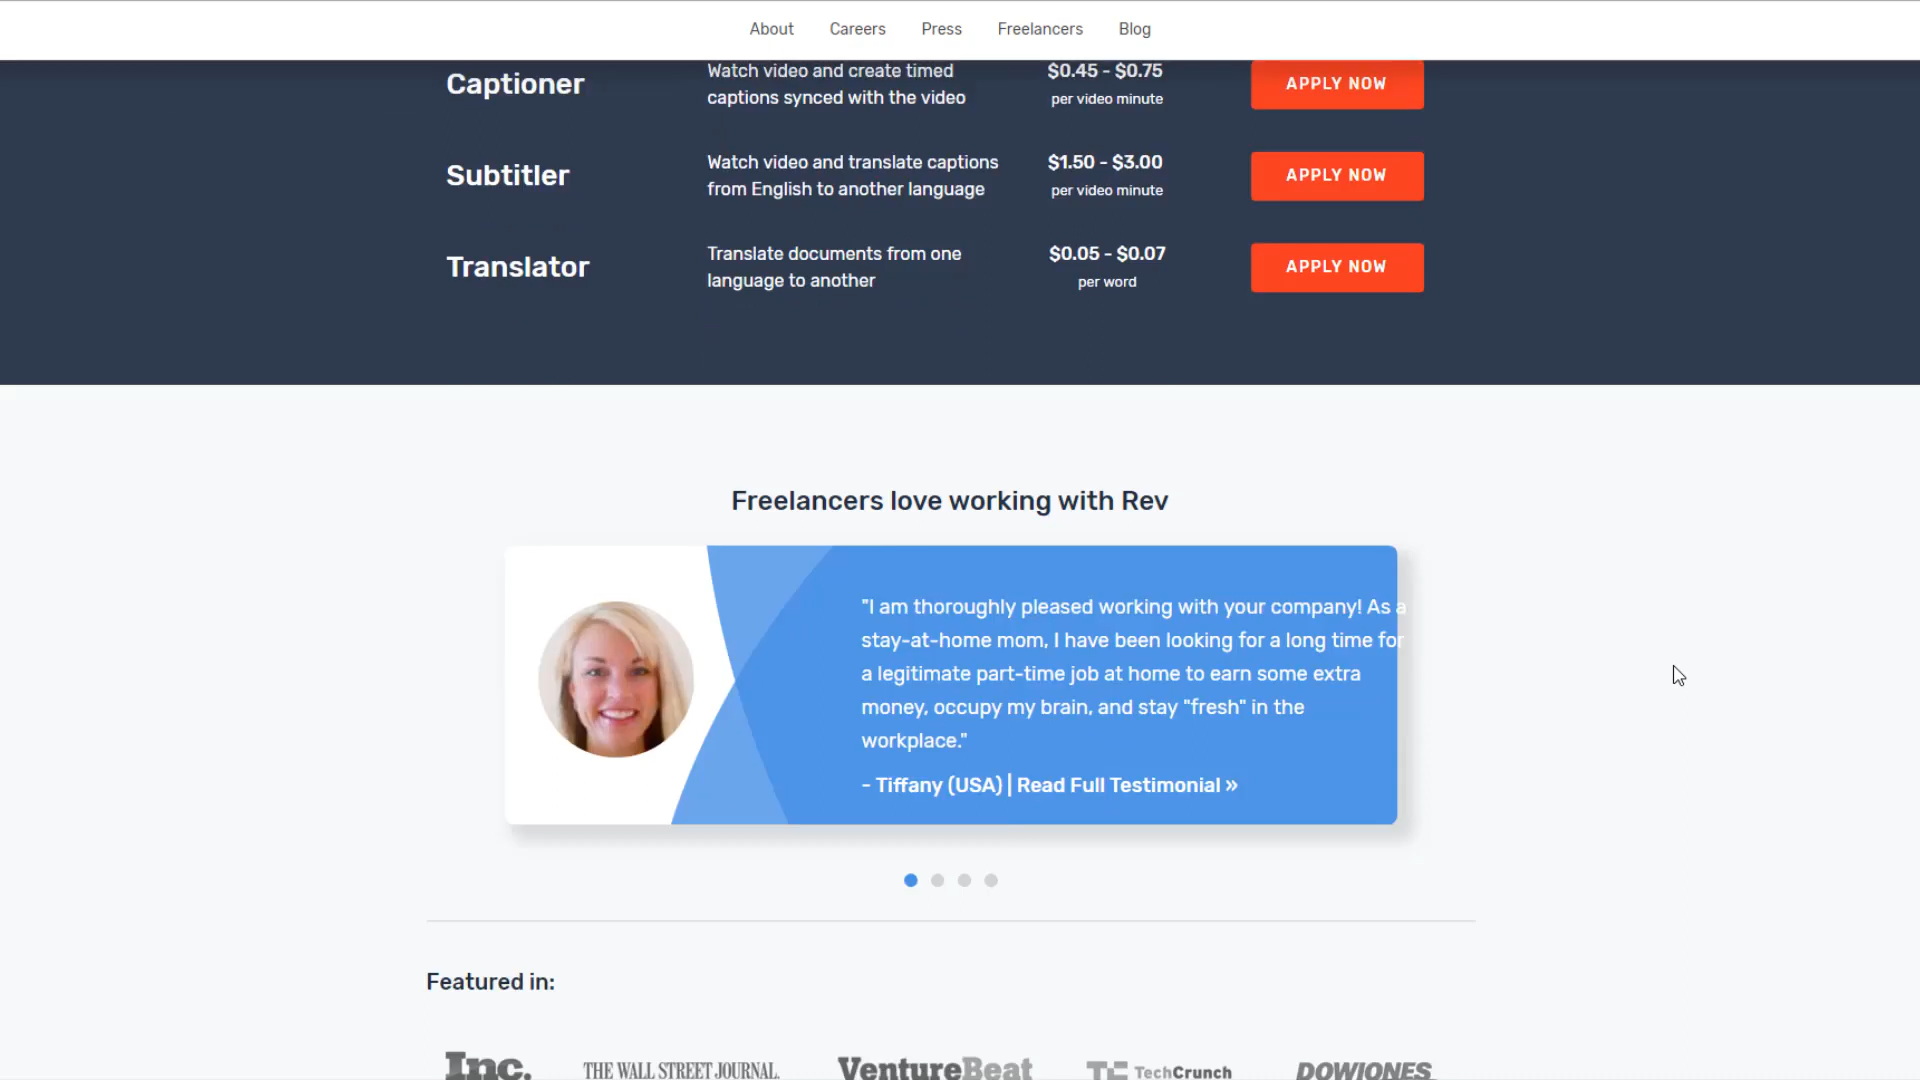 About Careers Press Freelancers Blog
Captioner
Watch video and create timed
captions synced with the video
$0.45 - $0.75
per video minute
APPLY NOW
Subtitler
Watch video and translate captions
from English to another language
$1.50 - $3.00
per video minute
APPLY NOW
Translator
Translate documents from one
language to another
$0.05 - $0.07
per word
APPLY NOW
Freelancers love working with Rev
"I am thoroughly pleased working with your company! As a
stay-at-home mom, I have been looking for a long time for
a legitimate part-time job at home to earn some extra
money, occupy my brain, and stay "fresh" in the
workplace."
- Tiffany (USA) | Read Full Testimonial »
Featured in:
Inc. THE WALL STREET JOURNAL. VentureBeat TC TechCrunch DOWJONES